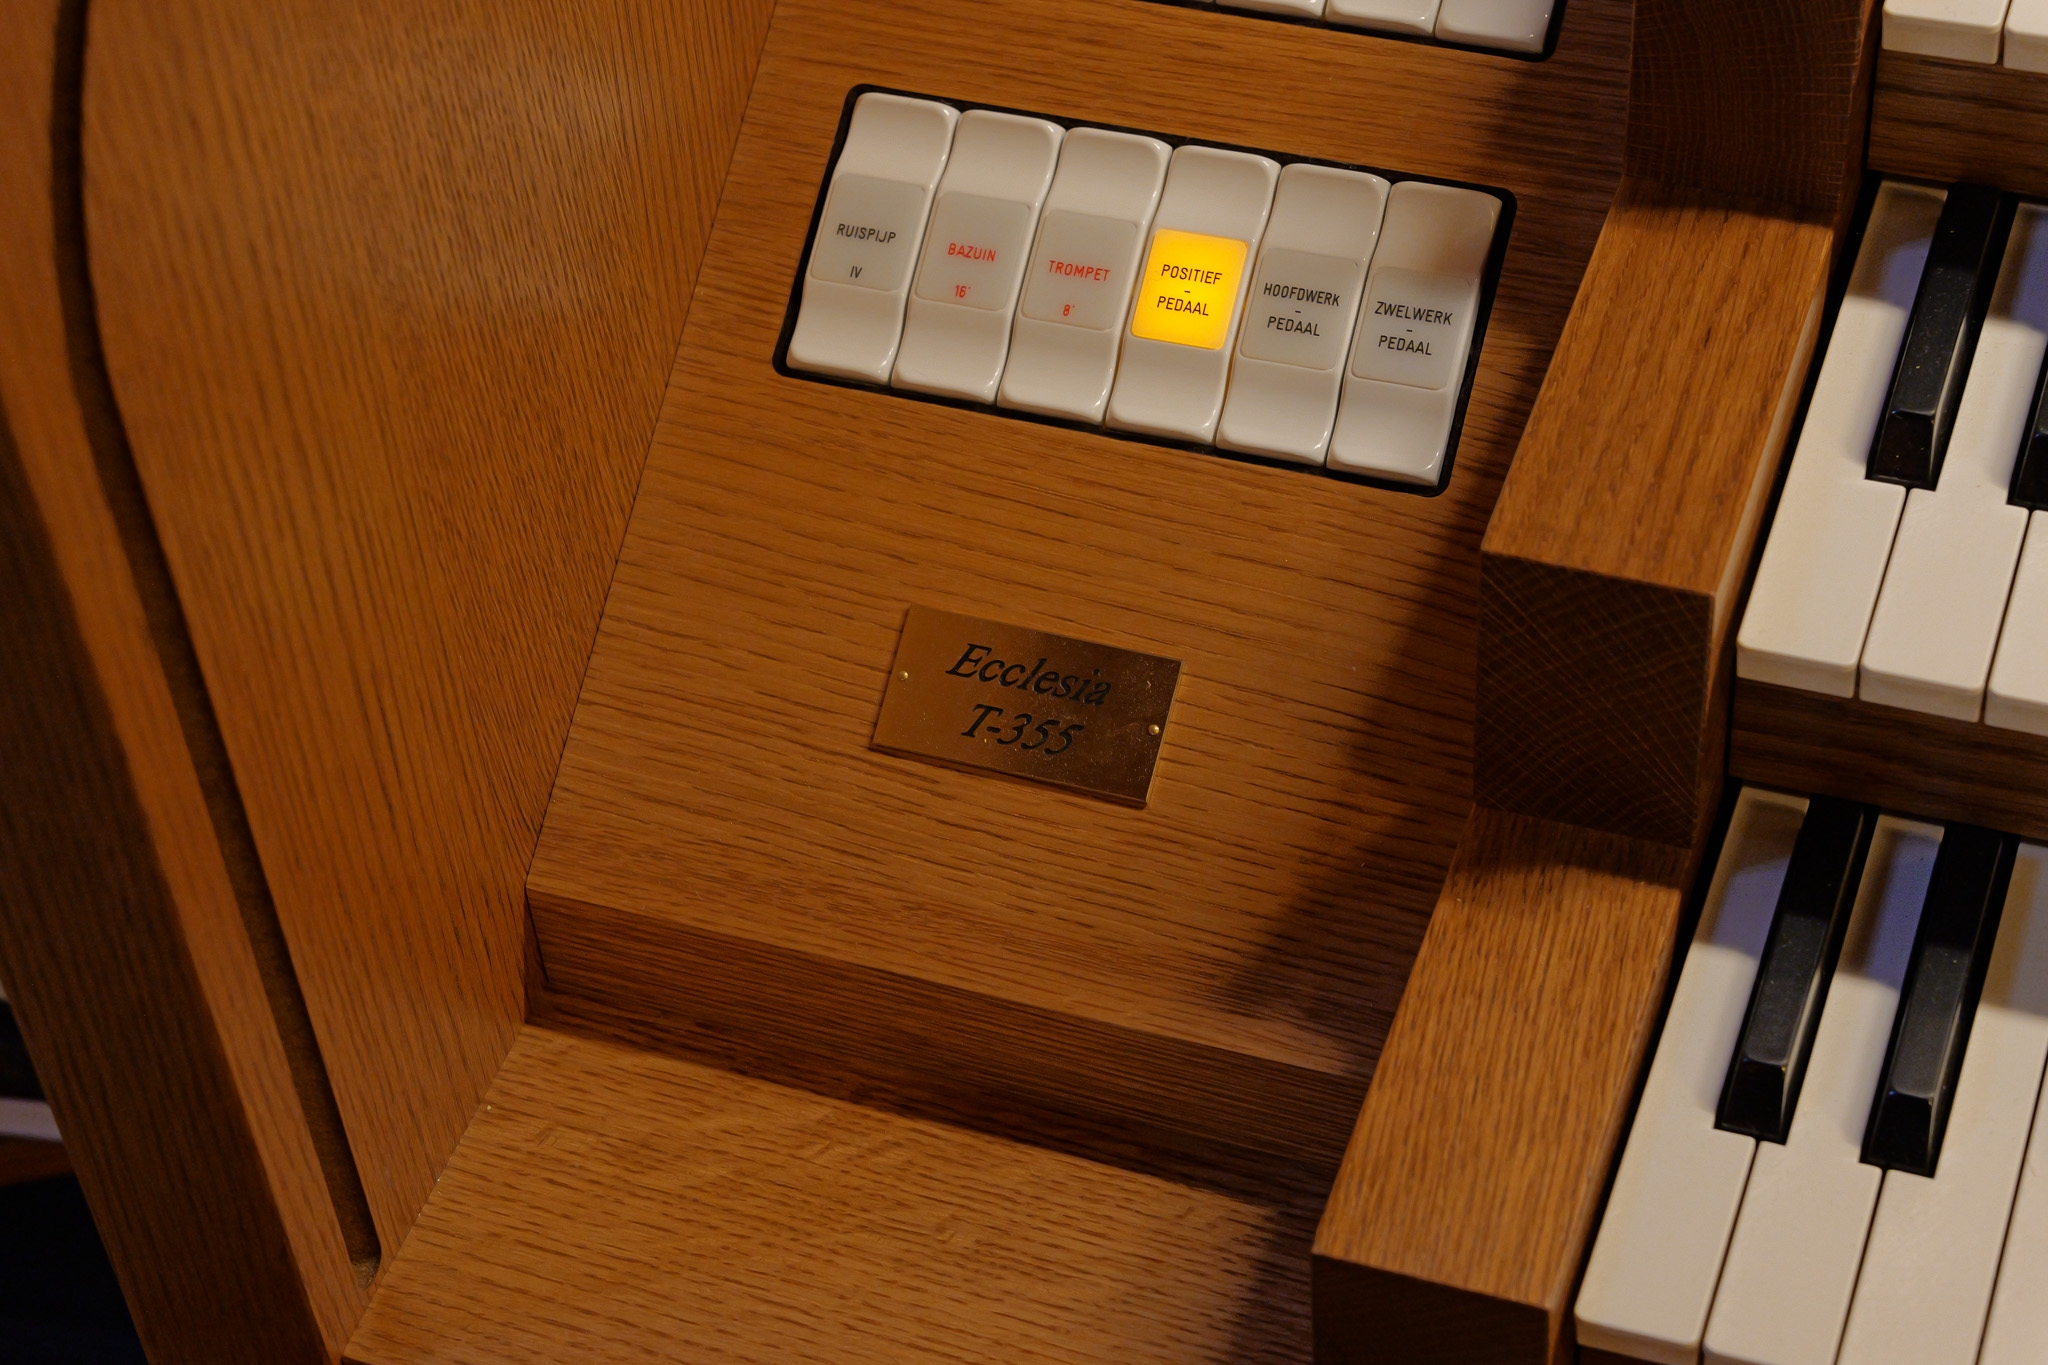 RUISPIJP
IV
BAZUIN
16'
TROMPET
8'
POSITIEF
-
PEDAAL
HOOFDWERK
-
PEDAAL
ZWELWERK
-
PEDAAL
Ecclesia
T-355